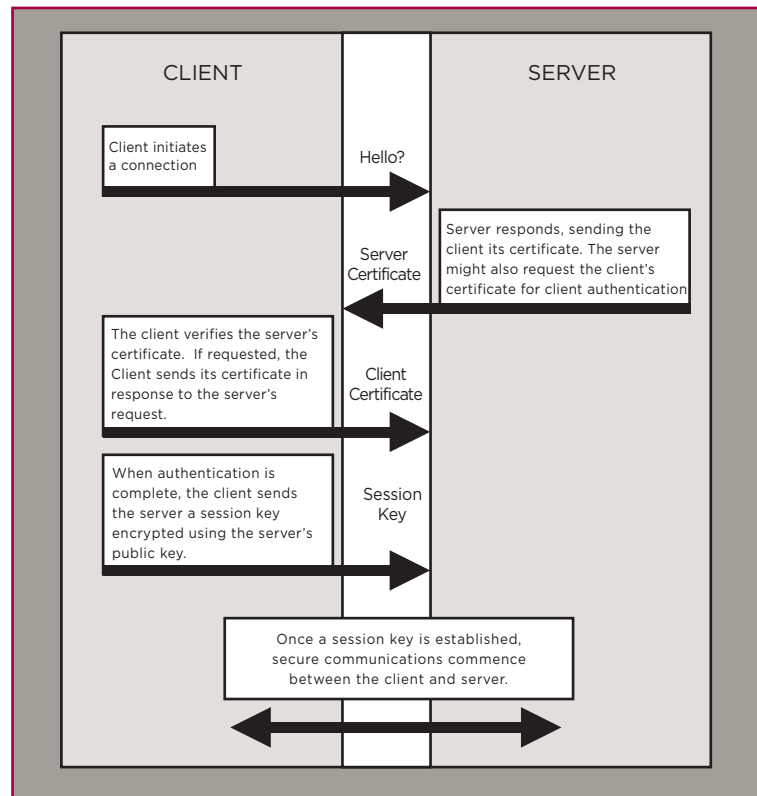 CLIENT
SERVER
Client initiates
a connection
Hello?
Server responds, sending the
client its certificate. The server
might also request the client's
certificate for client authentication
Server
Certificate
The client verifies the server's
certificate.  If requested, the
Client sends its certificate in
response to the server's
request.
Client
Certificate
When authentication is
complete, the client sends
the server a session key
encrypted using the server's
public key.
Session
Key
Once a session key is established,
secure communications commence
between the client and server.